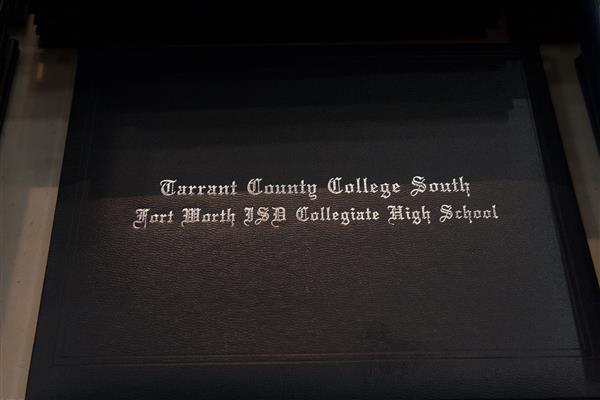 Tarrant County College South
Fort Worth ISD Collegiate High School